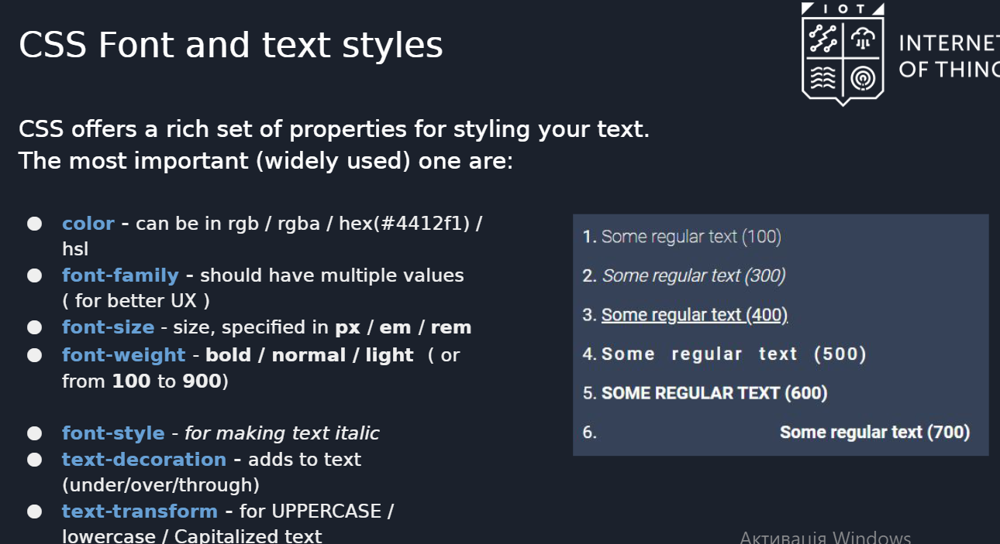 CSS Font and text styles
I O T
INTERNET
OF THING
CSS offers a rich set of properties for styling your text.
The most important (widely used) one are:
● color - can be in rgb / rgba / hex(#4412f1) /
hsl
● font-family - should have multiple values
( for better UX )
● font-size - size, specified in px / em / rem
● font-weight - bold / normal / light ( or
from 100 to 900)
● font-style - for making text italic
● text-decoration - adds to text
(under/over/through)
● text-transform - for UPPERCASE /
lowercase / Capitalized text
1. Some regular text (100)
2. Some regular text (300)
3. Some regular text (400)
4. Some regular text (500)
5. SOME REGULAR TEXT (600)
6. Some regular text (700)
Активація Windows